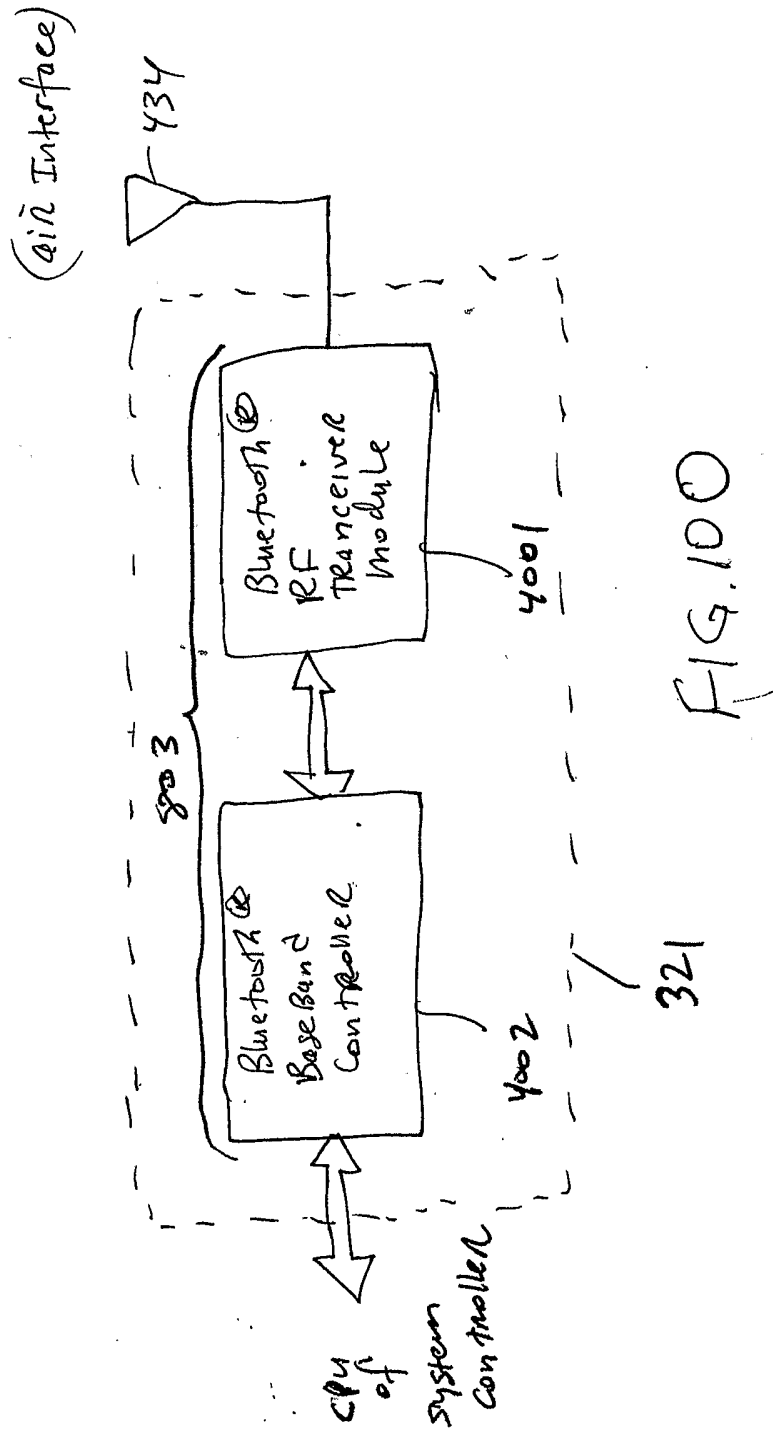 (air Interface)
434
8003
Bluetooth ®
RF
TRanceiveR
Module
4001
Bluetooth ®
BaseBand
ContRolleR
4002
321
CPU
of
system
ContRolleR
FIG. 100